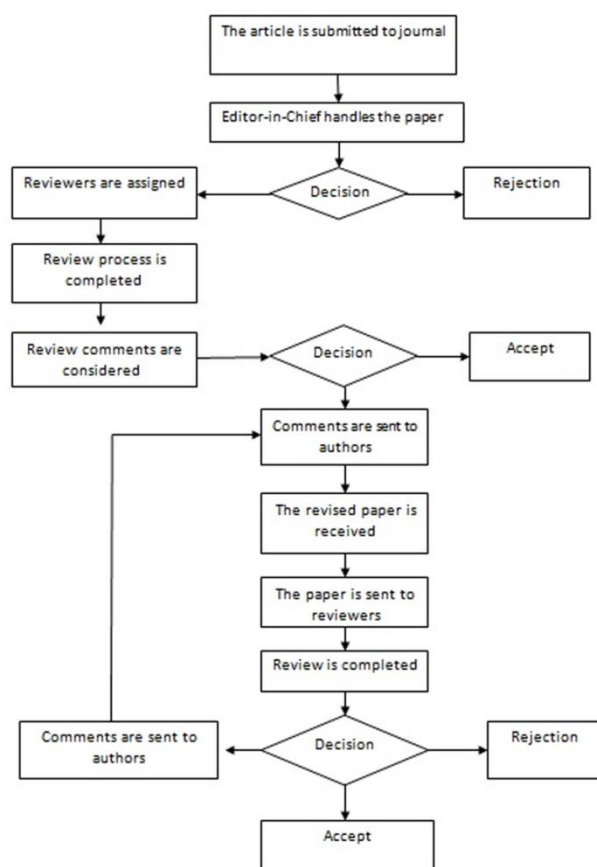 The article is submitted to journal
Editor-in-Chief handles the paper
Reviewers are assigned
Decision
Rejection
Review process is
completed
Review comments are
considered
Decision
Accept
Comments are sent to
authors
The revised paper is
received
The paper is sent to
reviewers
Review is completed
Comments are sent to
authors
Decision
Rejection
Accept